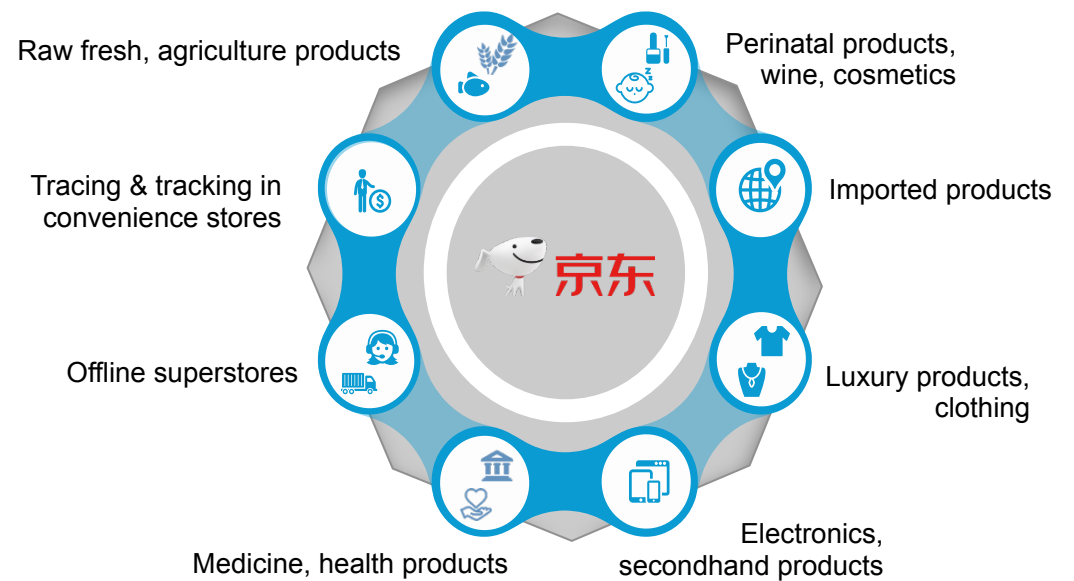 Raw fresh, agriculture products
Perinatal products,
wine, cosmetics
Tracing & tracking in
convenience stores
Imported products
京东
Offline superstores
Luxury products,
clothing
Medicine, health products
Electronics,
secondhand products